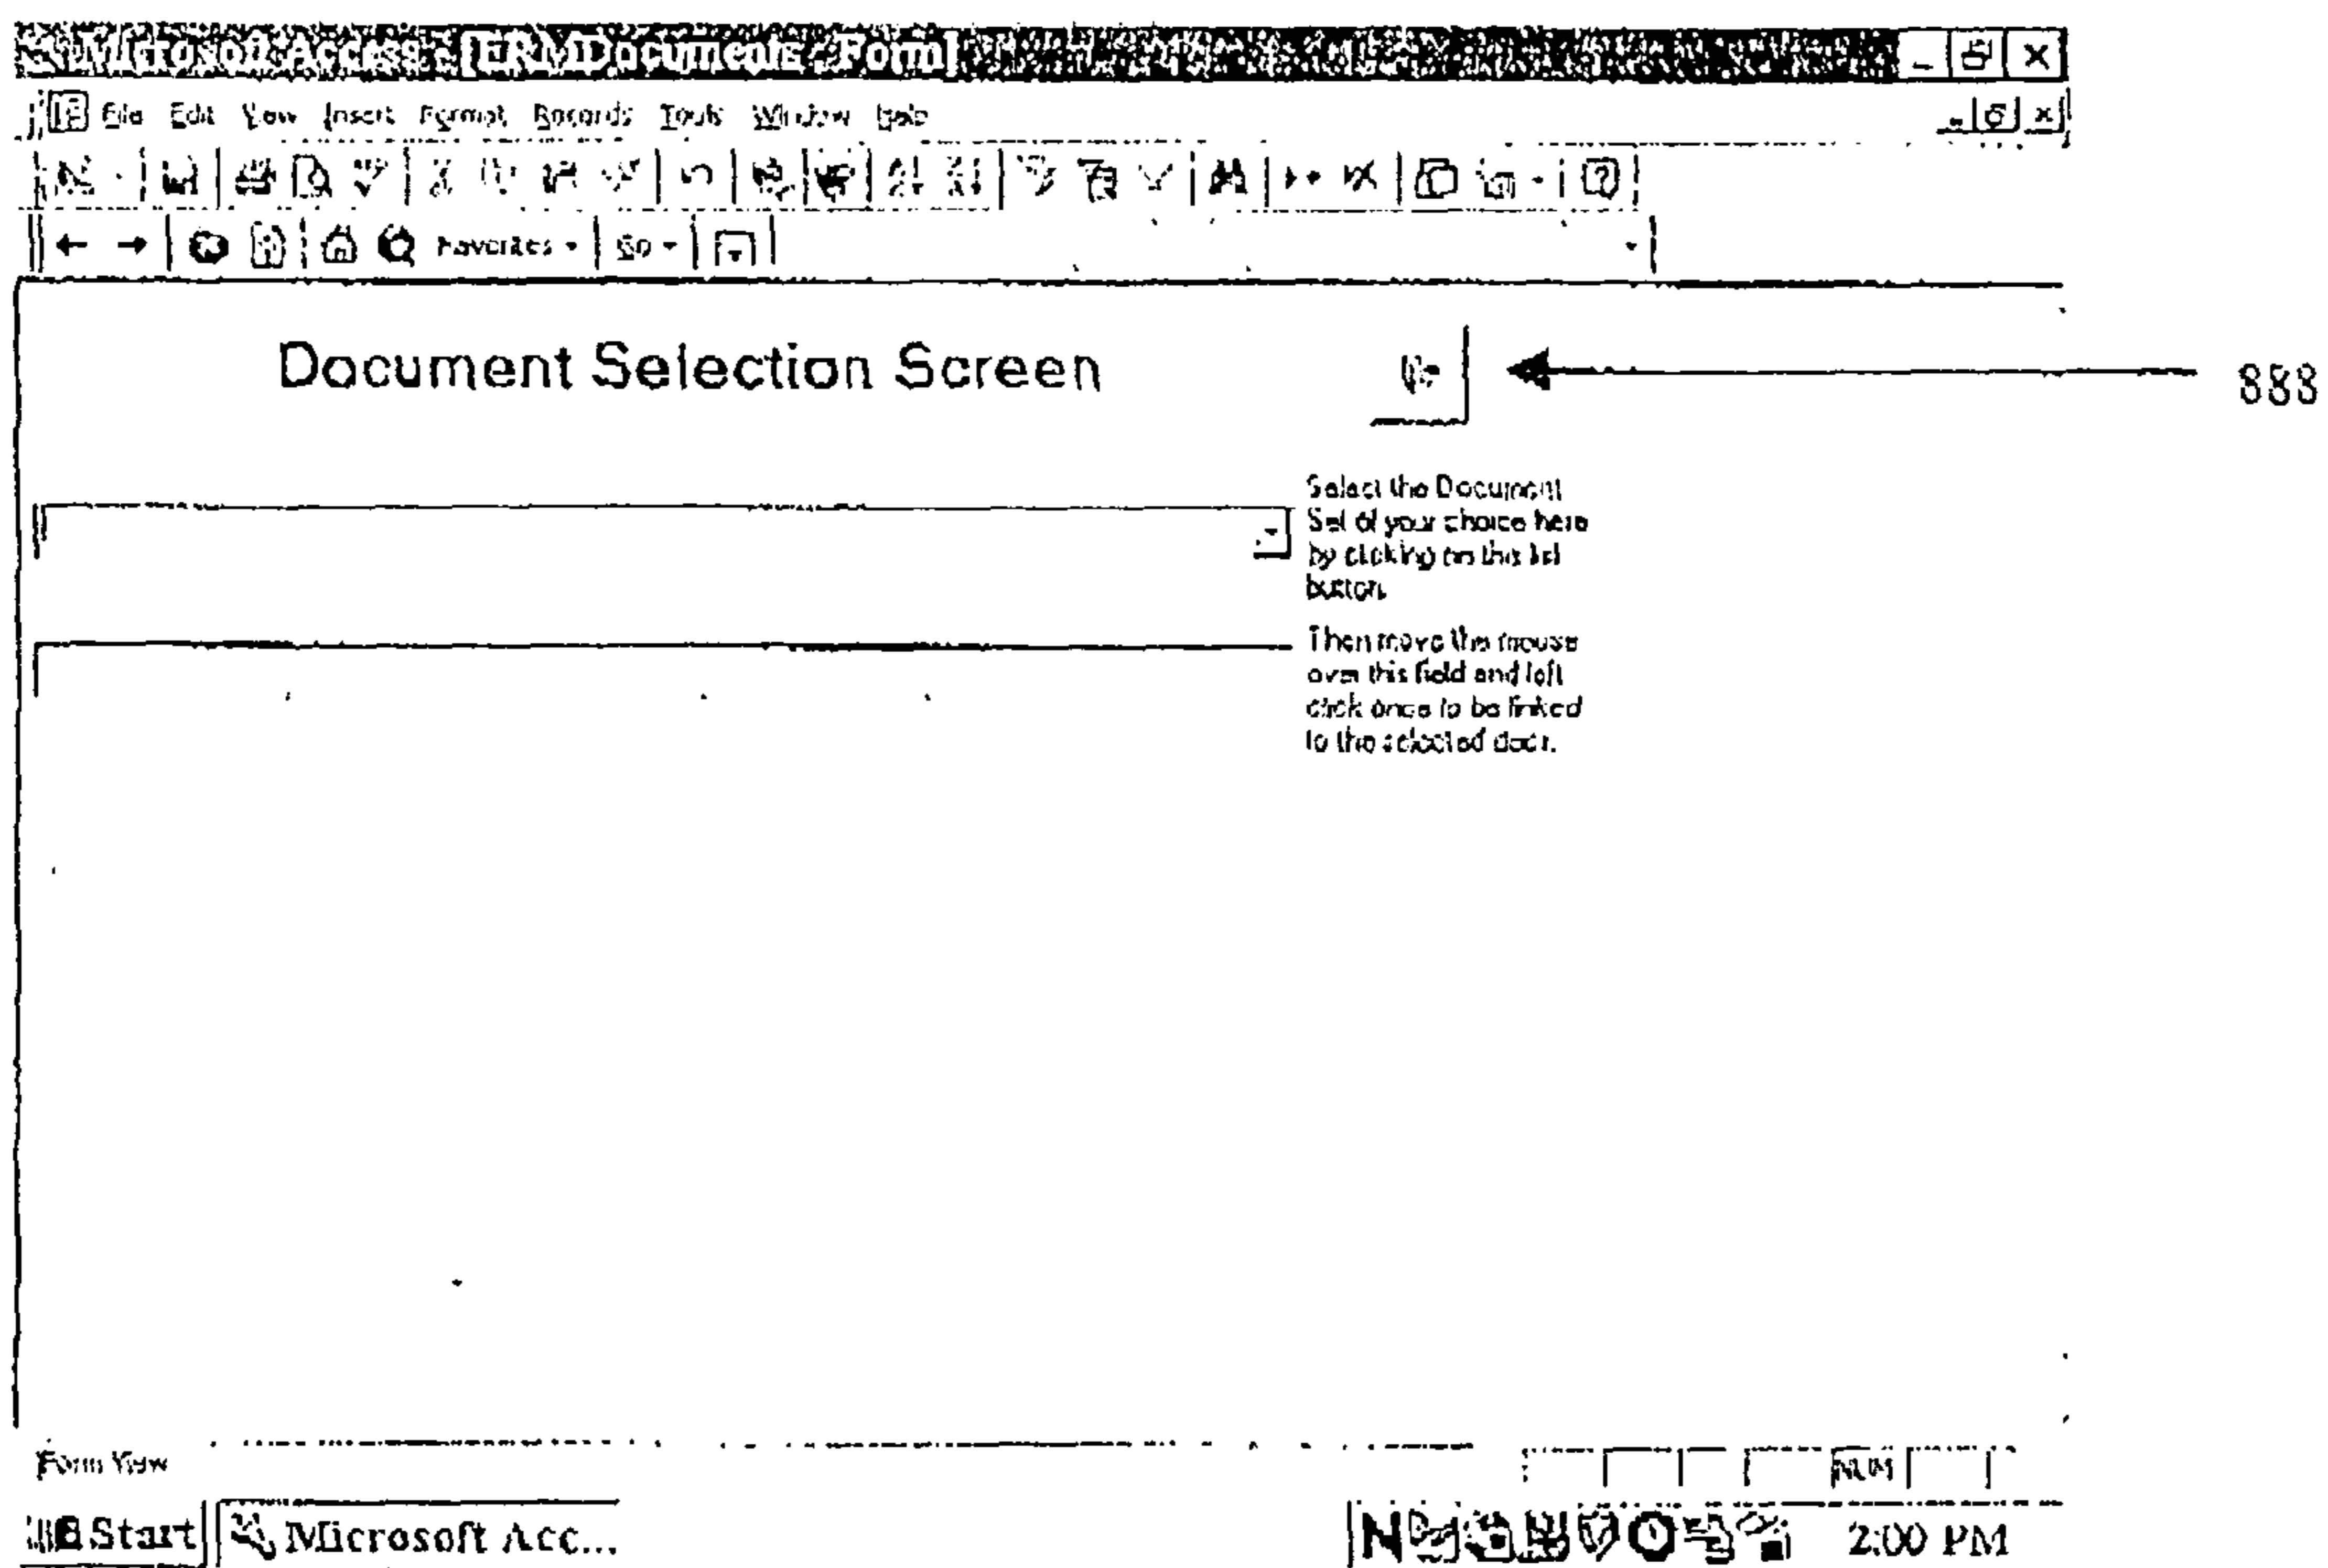 Microsoft Access - [ERMDocuments : Form]
File Edit View Insert Format Records Tools Window Help
Favorites Go
Document Selection Screen
888
Select the Document
Set of your choice here
by clicking on this list
button.
Then move the mouse
over this field and left
click once to be linked
to the selected docs.
Form View
NUM
Start Microsoft Acc... 2:00 PM